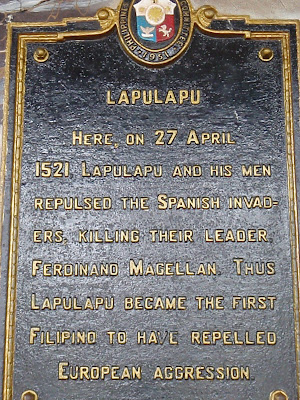 LAPULAPU
HERE, ON 27 APRIL
1521, LAPULAPU AND HIS MEN
REPULSED THE SPANISH INVAD-
ERS, KILLING THEIR LEADER,
FERDINAND MAGELLAN. THUS
LAPULAPU BECAME THE FIRST
FILIPINO TO HAVE REPELLED
EUROPEAN AGGRESSION.